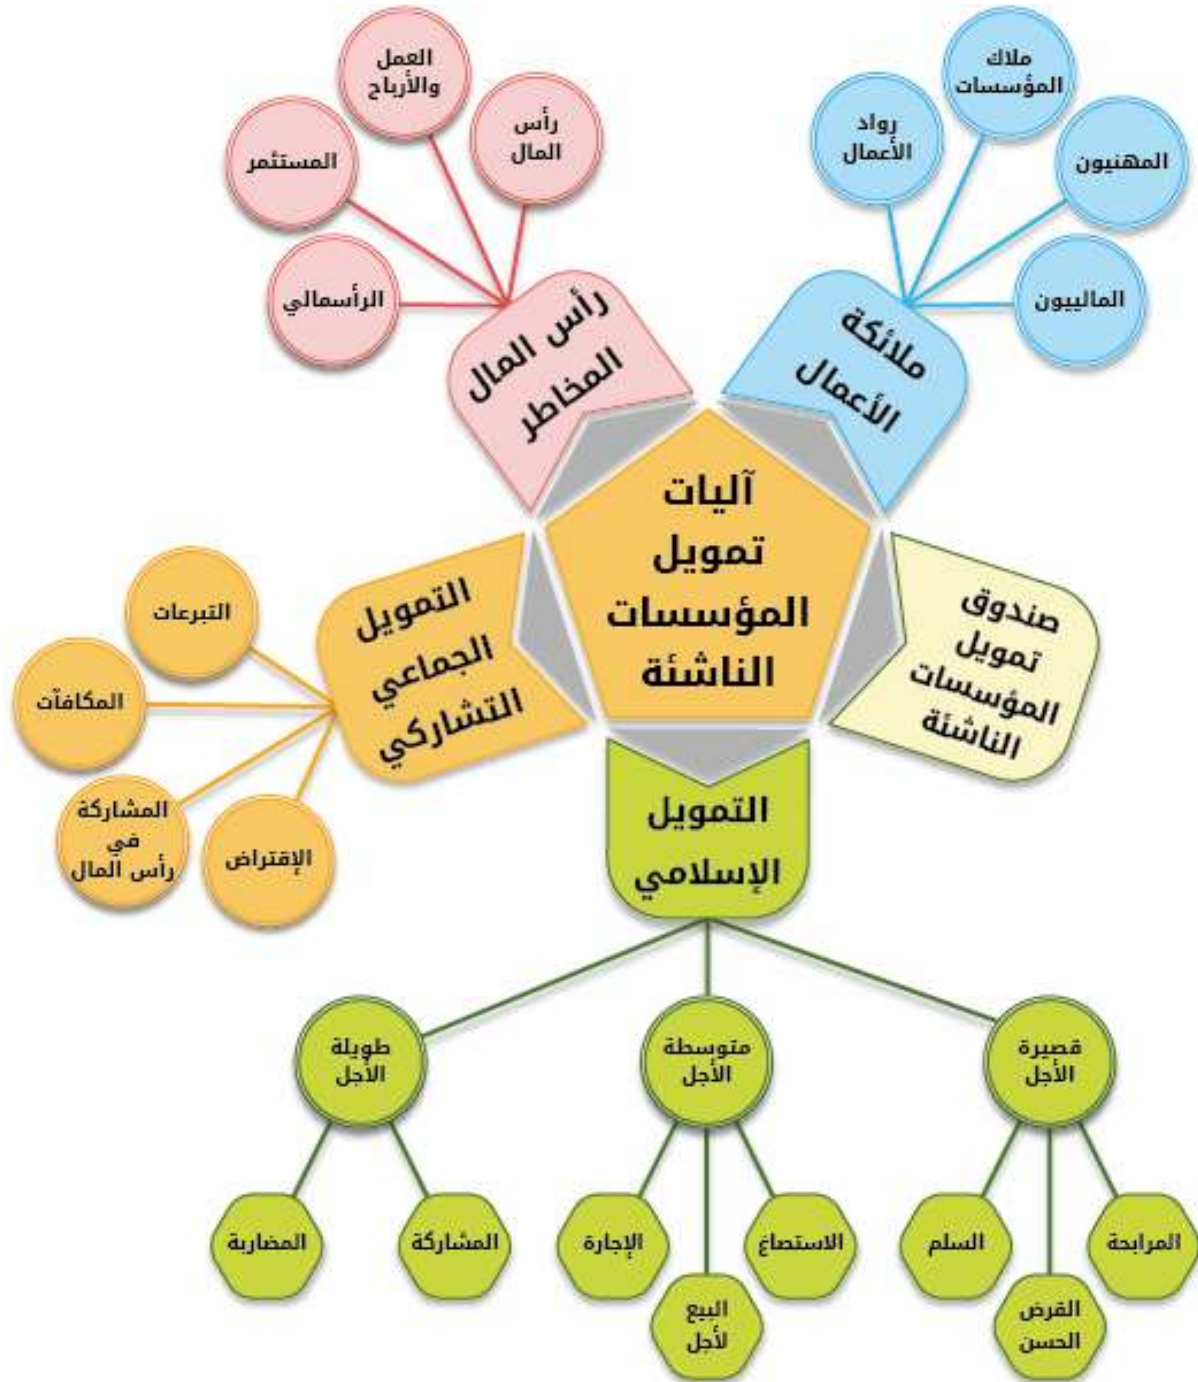 آليات
تمويل
المؤسسات
الناشئة
ملائكة
الأعمال
رواد
الأعمال
ملاك
المؤسسات
المهنيون
المالييون
رأس المال
المخاطر
رأس
المال
العمل
والأرباح
المستثمر
الرأسمالي
التمويل
الجماعي
التشاركي
التبرعات
المكافآت
المشاركة
في
رأس المال
الإقتراض
صندوق
تمويل
المؤسسات
الناشئة
التمويل
الإسلامي
قصيرة
الأجل
المرابحة
القرض
الحسن
السلم
متوسطة
الأجل
الاستصاغ
البيع
لأجل
الإجارة
طويلة
الأجل
المشاركة
المضاربة